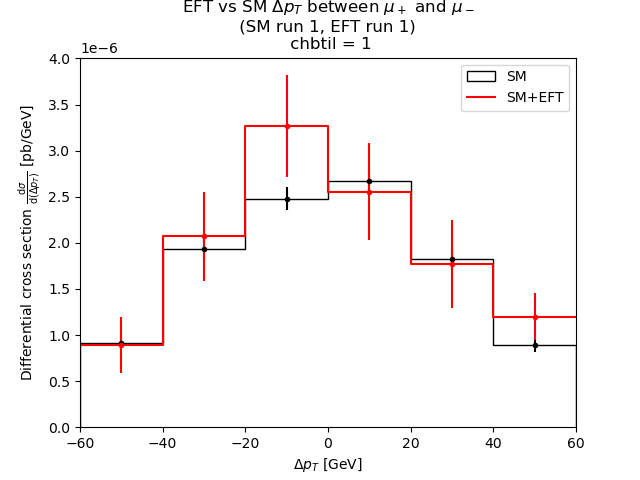 EFT vs SM Δp_T between μ_+ and μ_−
(SM run 1, EFT run 1)
chbtil = 1
1e−6
4.0
3.5
3.0
2.5
2.0
1.5
1.0
0.5
0.0
Differential cross section dσ/d(Δp_T) [pb/GeV]
SM
SM+EFT
−60 −40 −20 0 20 40 60
Δp_T [GeV]